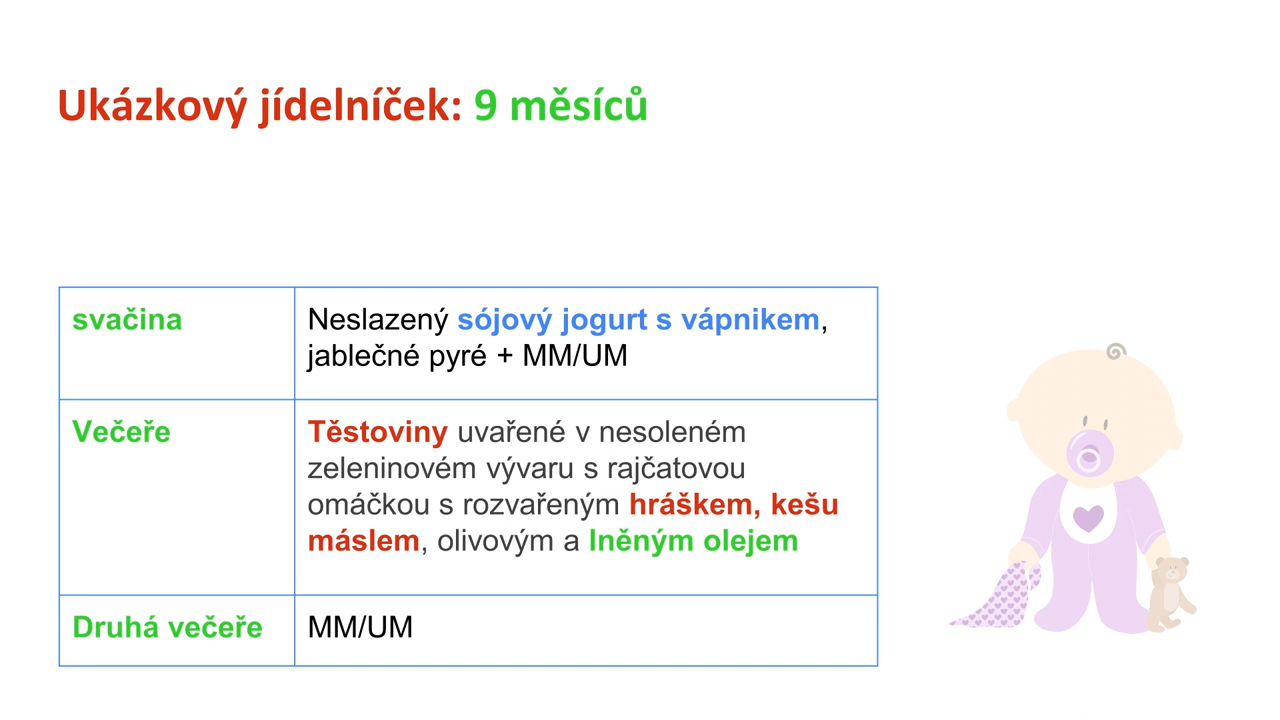 Ukázkový jídelníček: 9 měsíců
svačina
Neslazený sójový jogurt s vápnikem,
jablečné pyré + MM/UM
Večeře
Těstoviny uvařené v nesoleném
zeleninovém vývaru s rajčatovou
omáčkou s rozvařeným hráškem, kešu
máslem, olivovým a lněným olejem
Druhá večeře
MM/UM